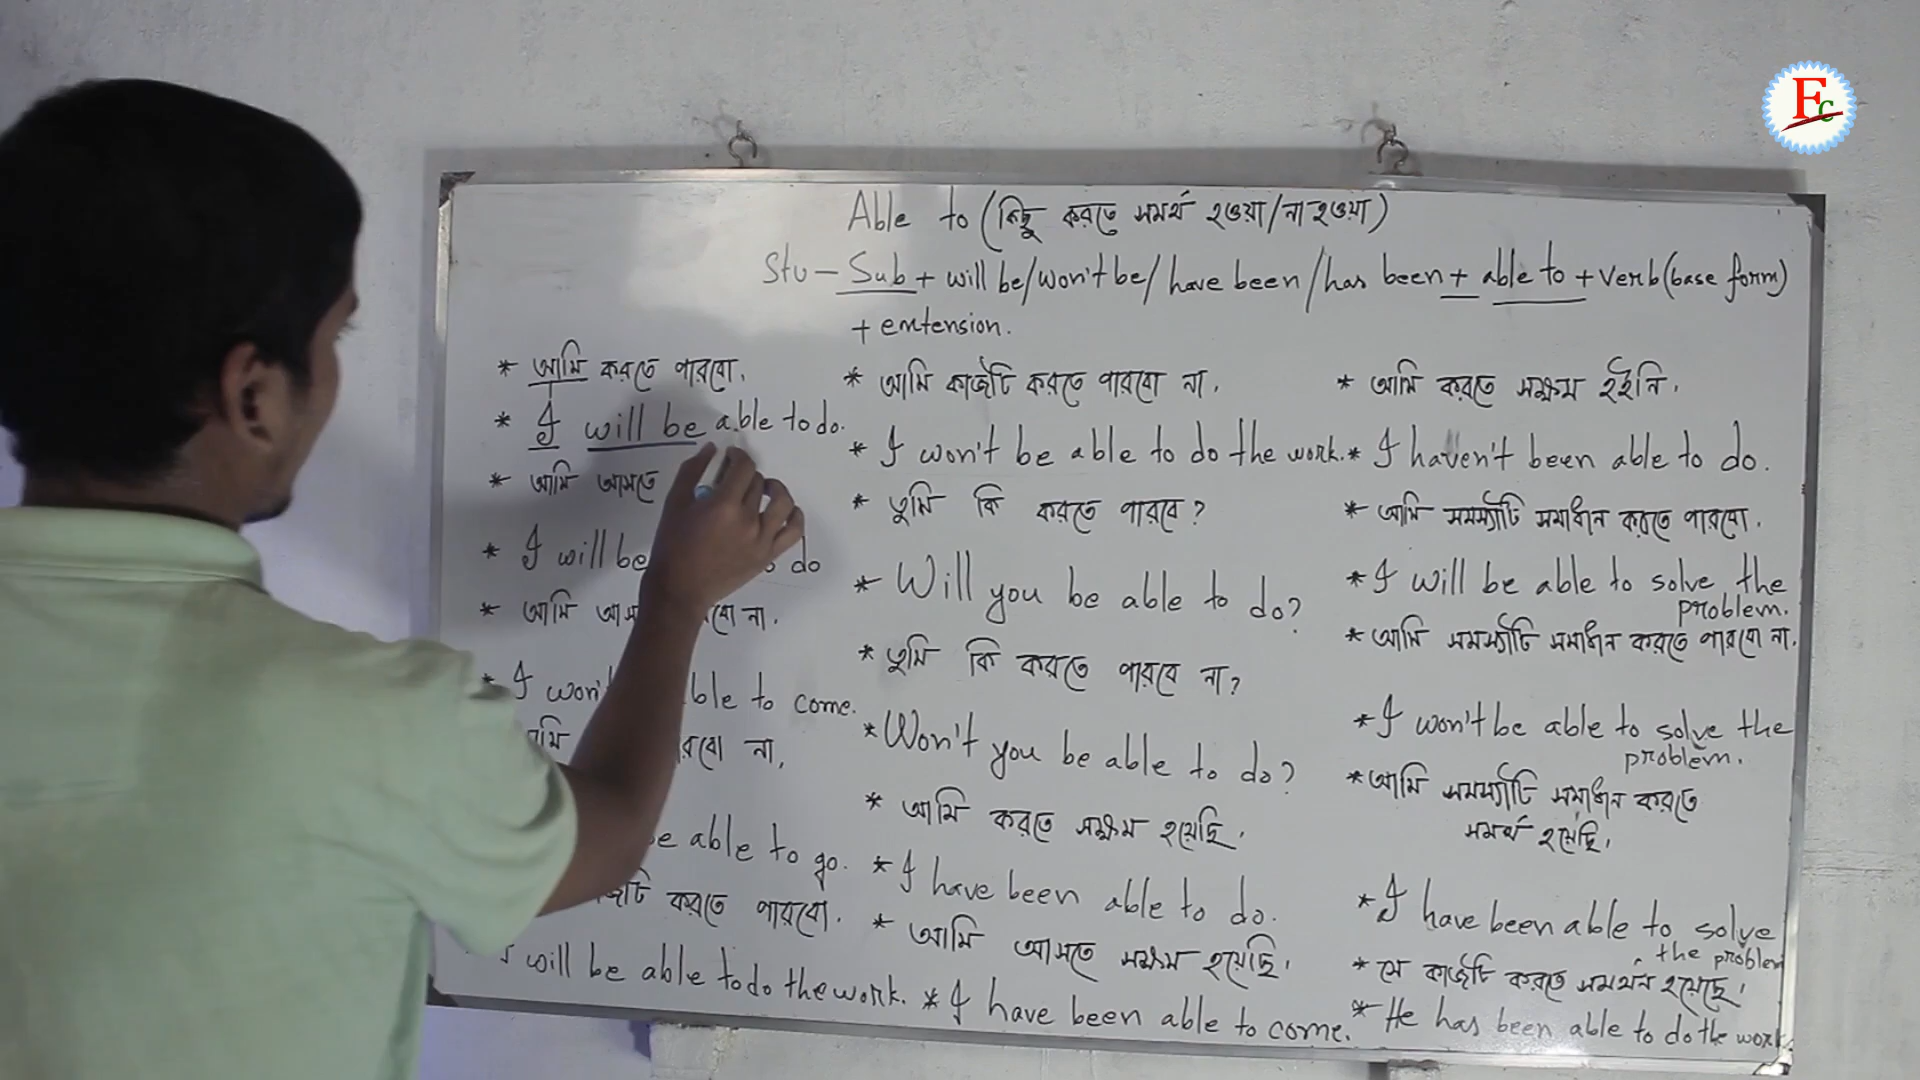 Fc
Able to (কিছু করতে সমর্থ হওয়া/না হওয়া)
Stu - Sub + will be/won't be/have been/has been + able to + verb (base form)
+ emtension.
* আমি করতে পারবো.
* I will be able to do.
* আমি আসতে
* I will be do
* আমি বো না.
* I won't ble to come.
রবো না.
be able to go.
করতে পারবো.
I will be able to do the work.
* আমি কাজটি করতে পারবো না.
* I won't be able to do the work.
* তুমি কি করতে পারবে?
* Will you be able to do?
* তুমি কি করতে পারবে না?
* Won't you be able to do?
* আমি করতে সক্ষম হয়েছি.
* I have been able to do.
* আমি আসতে সক্ষম হয়েছি.
* I have been able to come.
* আমি করতে সক্ষম হইনি.
* I haven't been able to do.
* আমি সমস্যাটি সমাধান করতে পারবো.
* I will be able to solve the
problem.
* আমি সমস্যাটি সমাধান করতে পারবো না.
* I won't be able to solve the
problem.
* আমি সমস্যাটি সমাধান করতে
সমর্থ হয়েছি.
* I have been able to solve
the problem
* সে কাজটি করতে হয়েছে.
* He has been able to do the work.